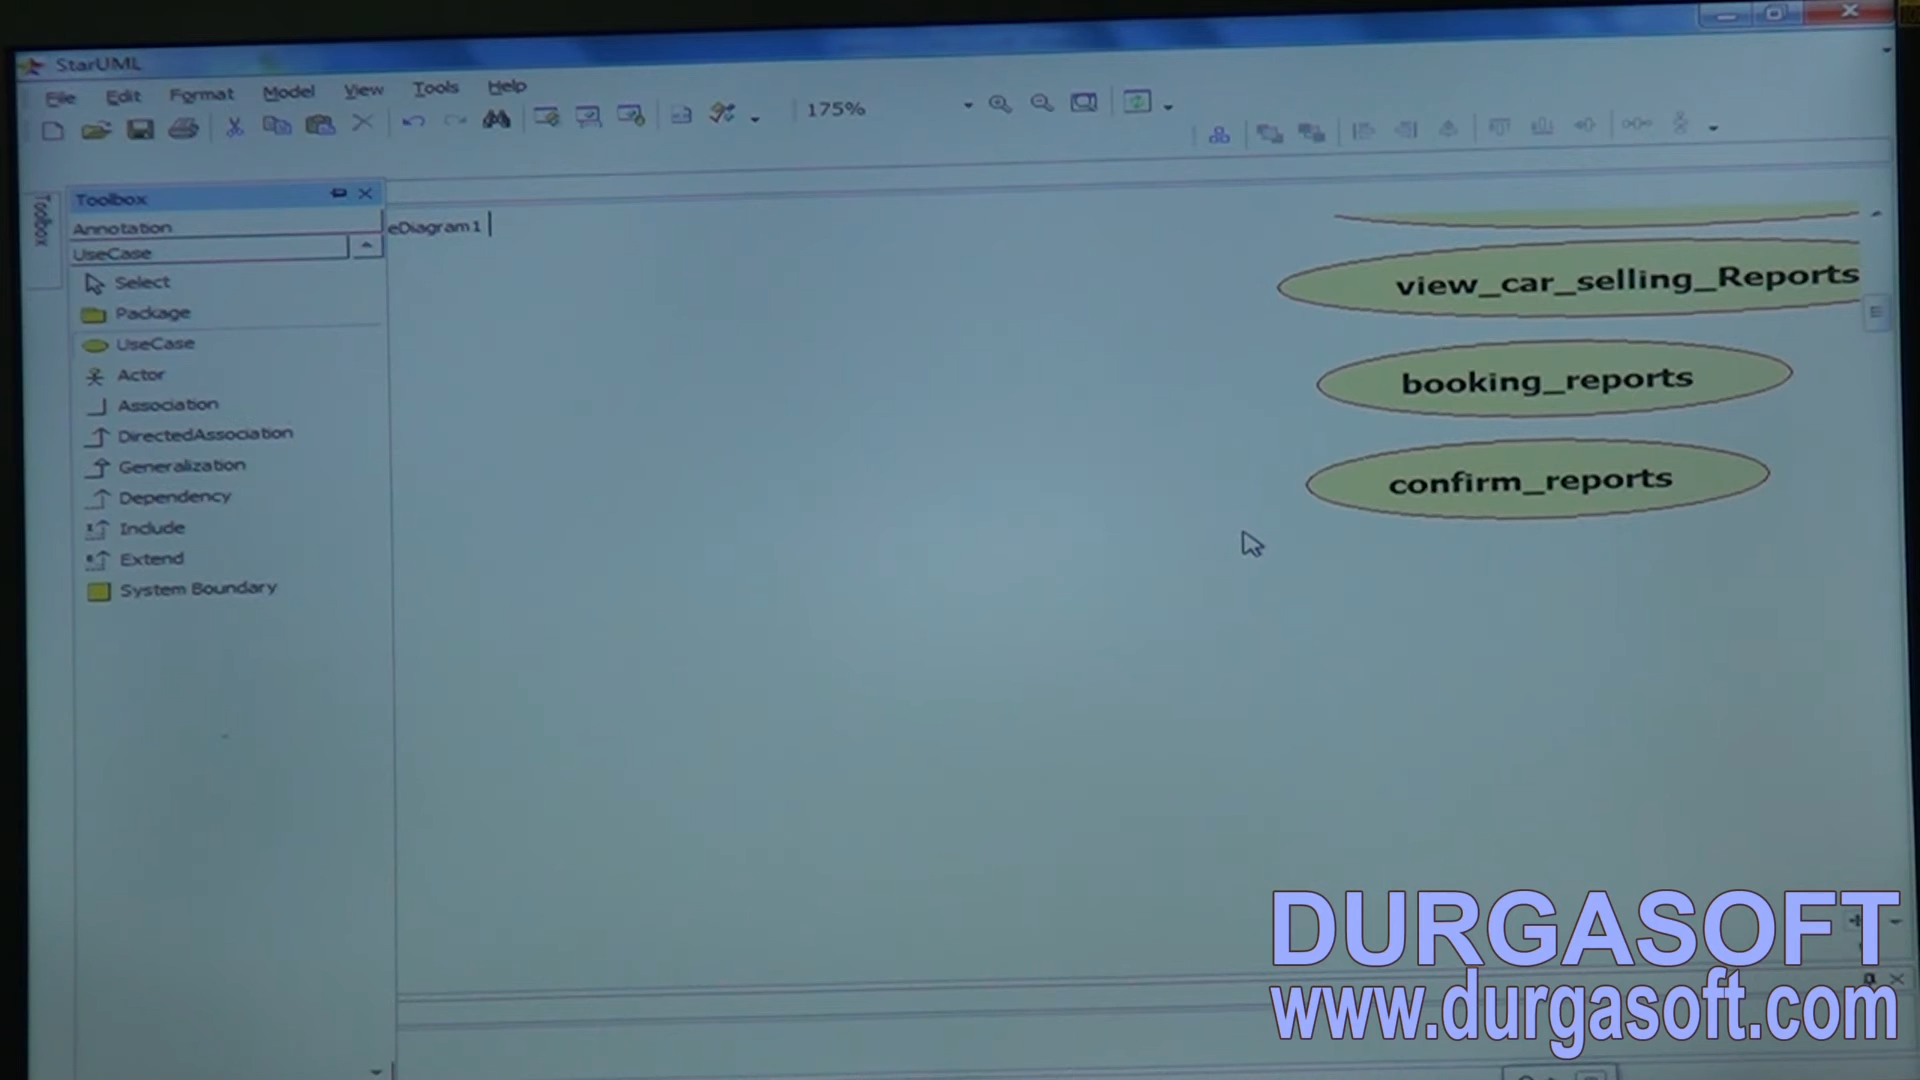 StarUML
File Edit Format Model View Tools Help
175%
Toolbox
Toolbox
Annotation
eDiagram1
UseCase
Select
Package
UseCase
Actor
Association
DirectedAssociation
Generalization
Dependency
Include
Extend
System Boundary
view_car_selling_Reports
booking_reports
confirm_reports
DURGASOFT
www.durgasoft.com